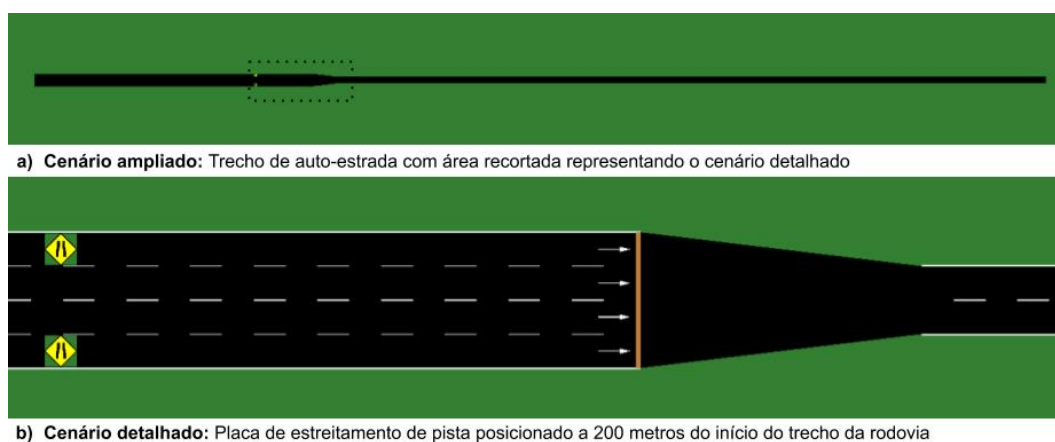 a) Cenário ampliado: Trecho de auto-estrada com área recortada representando o cenário detalhado
b) Cenário detalhado: Placa de estreitamento de pista posicionado a 200 metros do início do trecho da rodovia